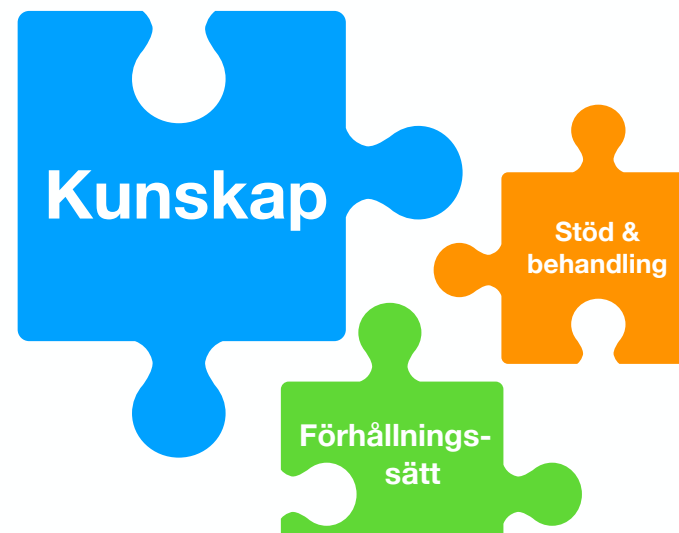 Kunskap
Stöd &
behandling
Förhållnings-
sätt